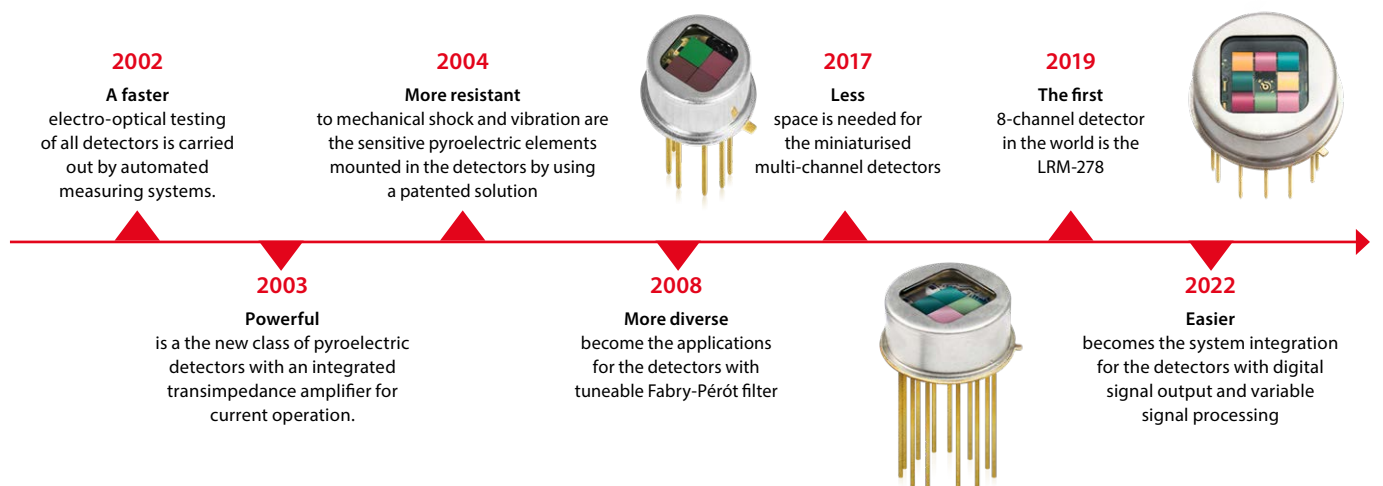 2002
A faster
electro-optical testing
of all detectors is carried
out by automated
measuring systems.
2003
Powerful
is a the new class of pyroelectric
detectors with an integrated
transimpedance amplifier for
current operation.
2004
More resistant
to mechanical shock and vibration are
the sensitive pyroelectric elements
mounted in the detectors by using
a patented solution
2008
More diverse
become the applications
for the detectors with
tuneable Fabry-Pérót filter
2017
Less
space is needed for
the miniaturised
multi-channel detectors
2019
The first
8-channel detector
in the world is the
LRM-278
2022
Easier
becomes the system integration
for the detectors with digital
signal output and variable
signal processing